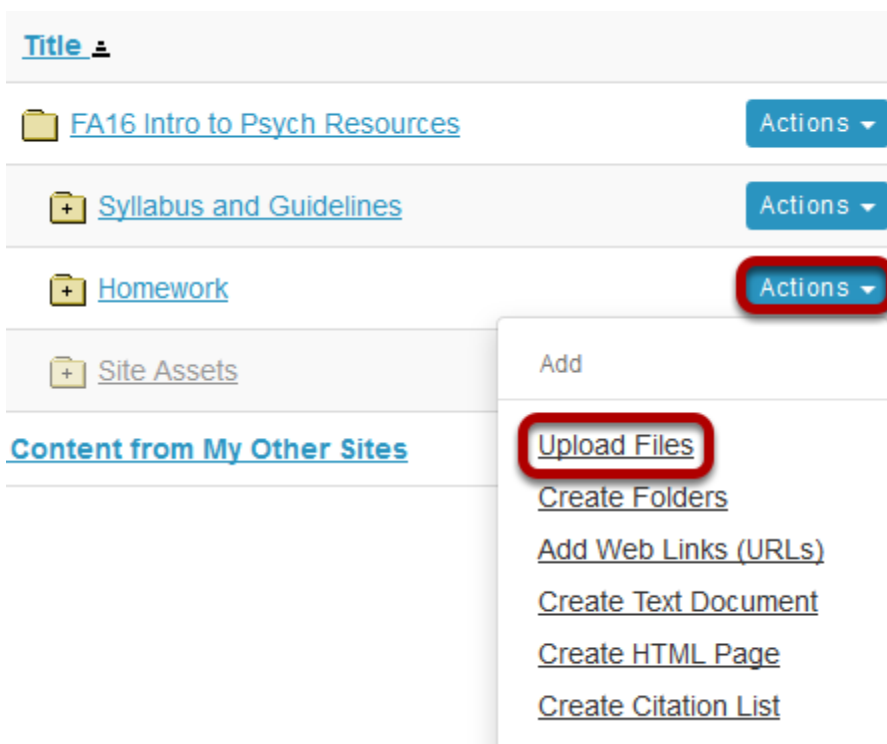 Title
FA16 Intro to Psych Resources Actions
Syllabus and Guidelines Actions
Homework Actions
Site Assets
Add
Content from My Other Sites
Upload Files
Create Folders
Add Web Links (URLs)
Create Text Document
Create HTML Page
Create Citation List